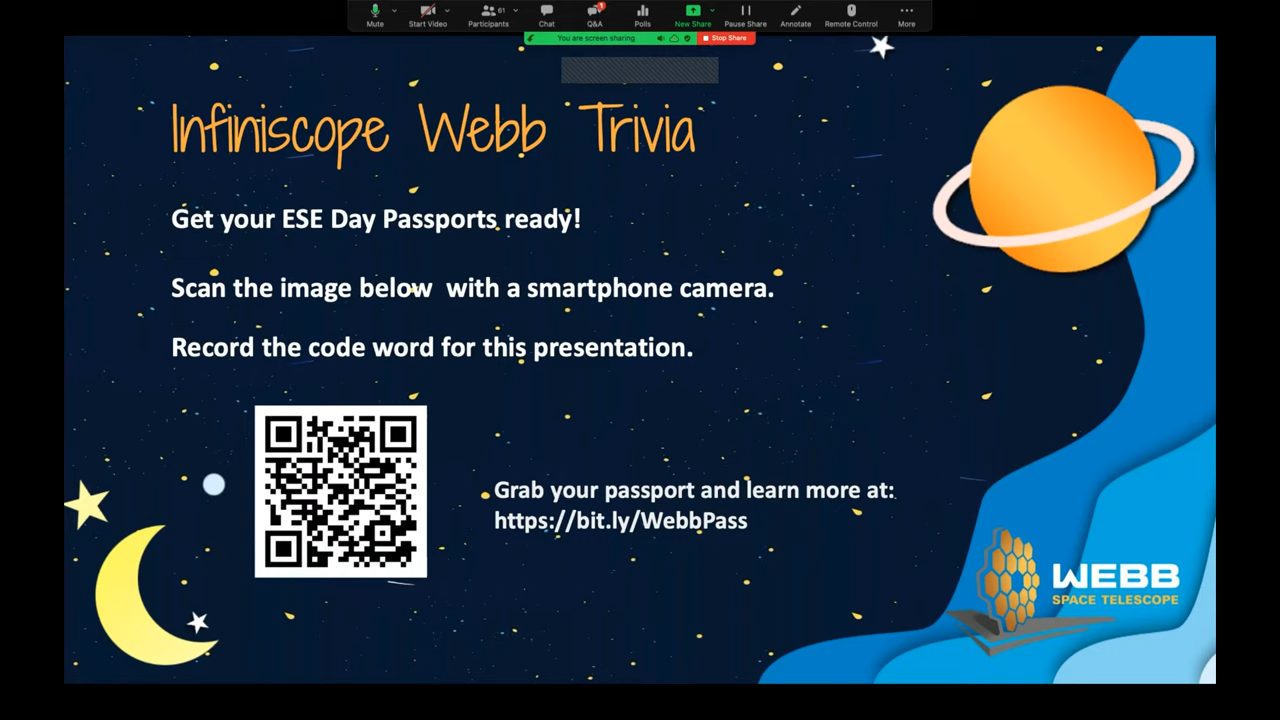 Mute
Start Video
Participants
61
Chat
Q&A
1
Polls
New Share
Pause Share
Annotate
Remote Control
More
You are screen sharing
Stop Share
Infiniscope Webb Trivia
Get your ESE Day Passports ready!
Scan the image below with a smartphone camera.
Record the code word for this presentation.
Grab your passport and learn more at:
https://bit.ly/WebbPass
WEBB
SPACE TELESCOPE